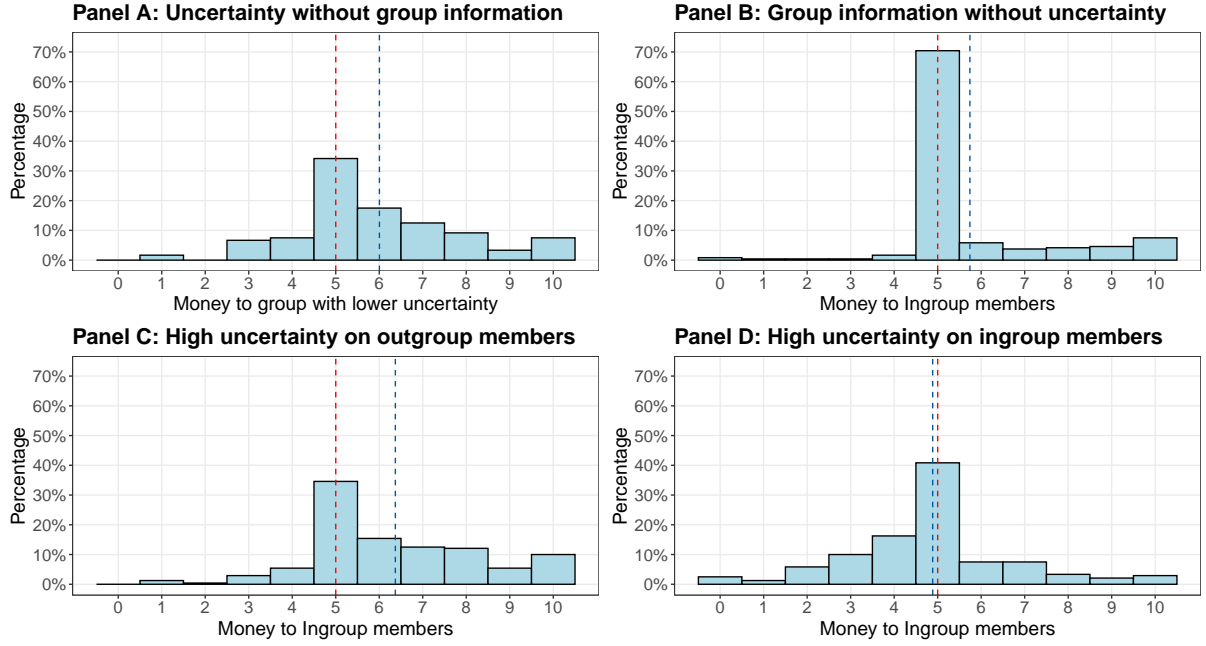 Panel A: Uncertainty without group information
70%
60%
50%
40%
30%
20%
10%
0%
Percentage
0 1 2 3 4 5 6 7 8 9 10
Money to group with lower uncertainty
Panel B: Group information without uncertainty
70%
60%
50%
40%
30%
20%
10%
0%
Percentage
0 1 2 3 4 5 6 7 8 9 10
Money to Ingroup members
Panel C: High uncertainty on outgroup members
70%
60%
50%
40%
30%
20%
10%
0%
Percentage
0 1 2 3 4 5 6 7 8 9 10
Money to Ingroup members
Panel D: High uncertainty on ingroup members
70%
60%
50%
40%
30%
20%
10%
0%
Percentage
0 1 2 3 4 5 6 7 8 9 10
Money to Ingroup members